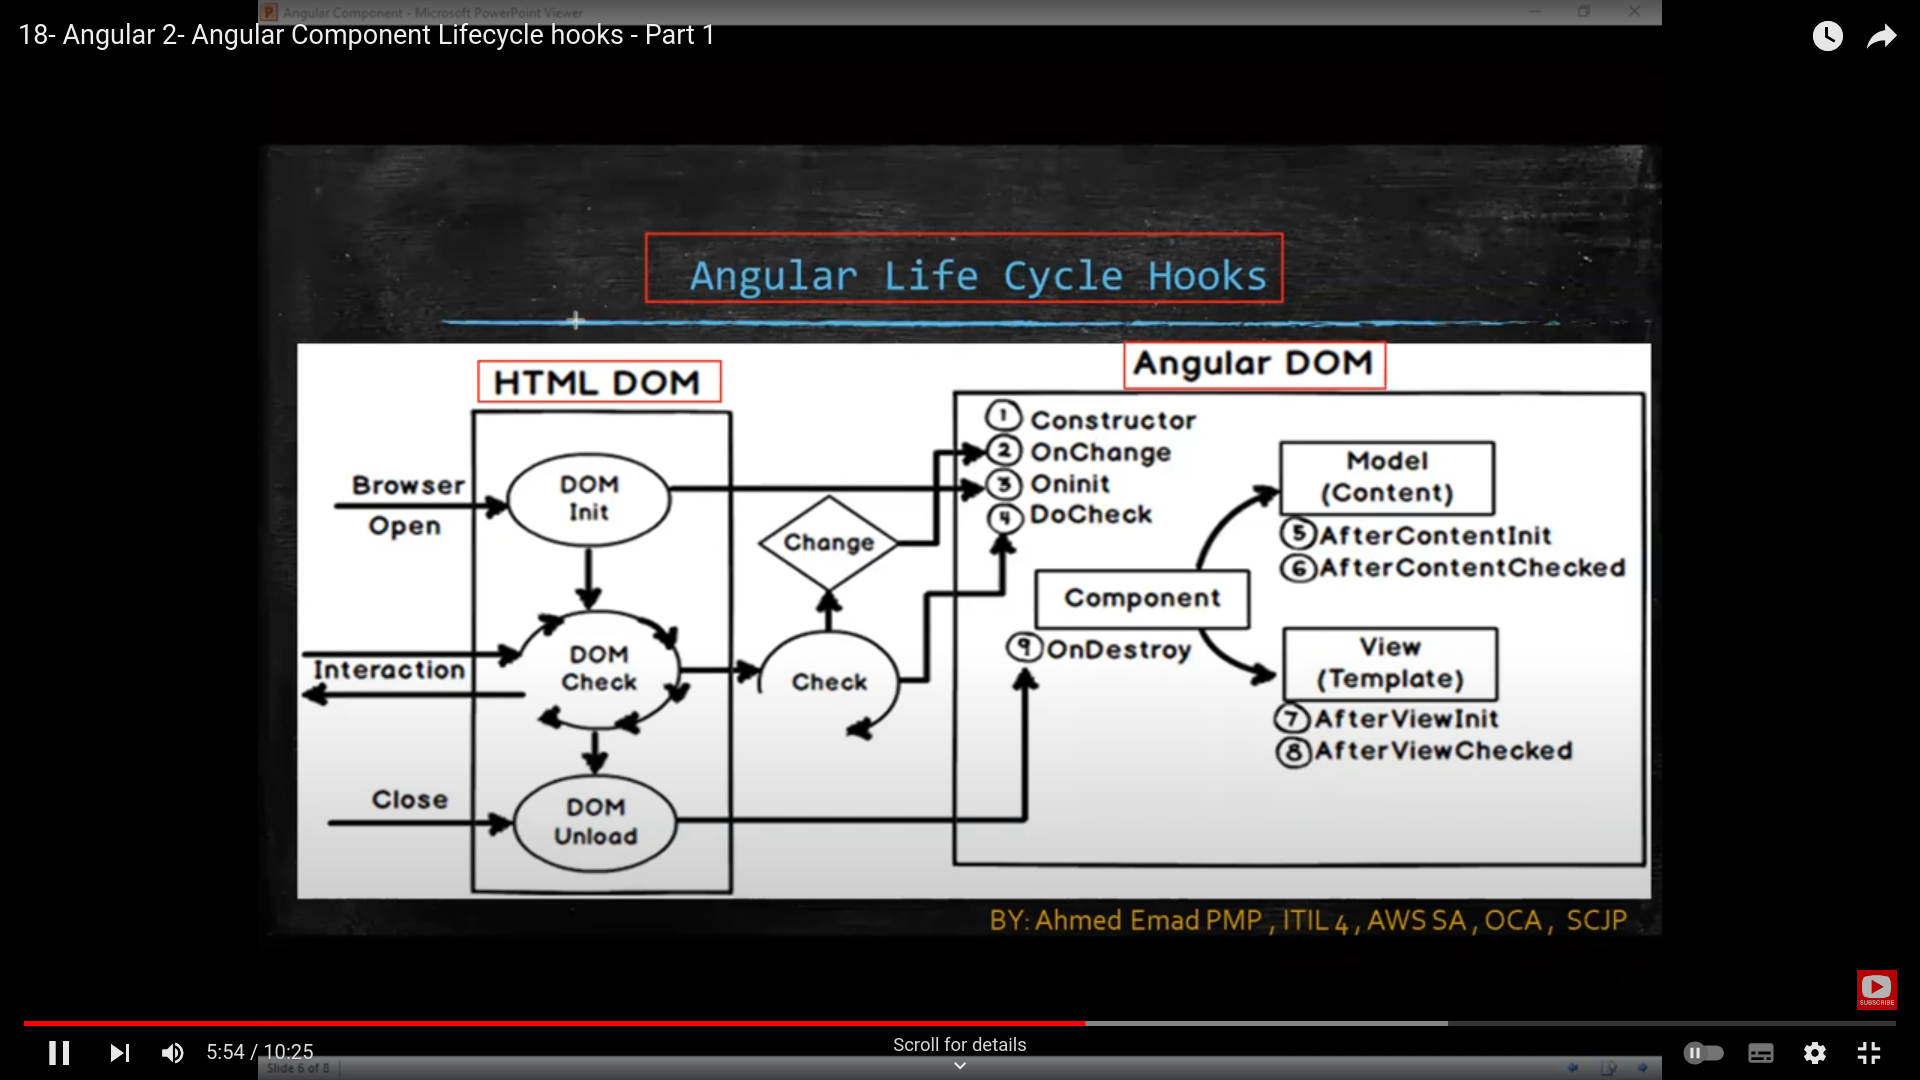 Angular Component - Microsoft PowerPoint Viewer
18- Angular 2- Angular Component Lifecycle hooks - Part 1
Angular Life Cycle Hooks
HTML DOM
Angular DOM
Browser
Open
DOM
Init
Interaction
DOM
Check
Close
DOM
Unload
Change
Check
1 Constructor
2 OnChange
3 Oninit
4 DoCheck
Component
9 OnDestroy
Model
(Content)
5 AfterContentInit
6 AfterContentChecked
View
(Template)
7 AfterViewInit
8 AfterViewChecked
BY: Ahmed Emad PMP , ITIL 4 , AWS SA , OCA , SCJP
SUBSCRIBE
5:54 / 10:25
Scroll for details
Slide 6 of 8